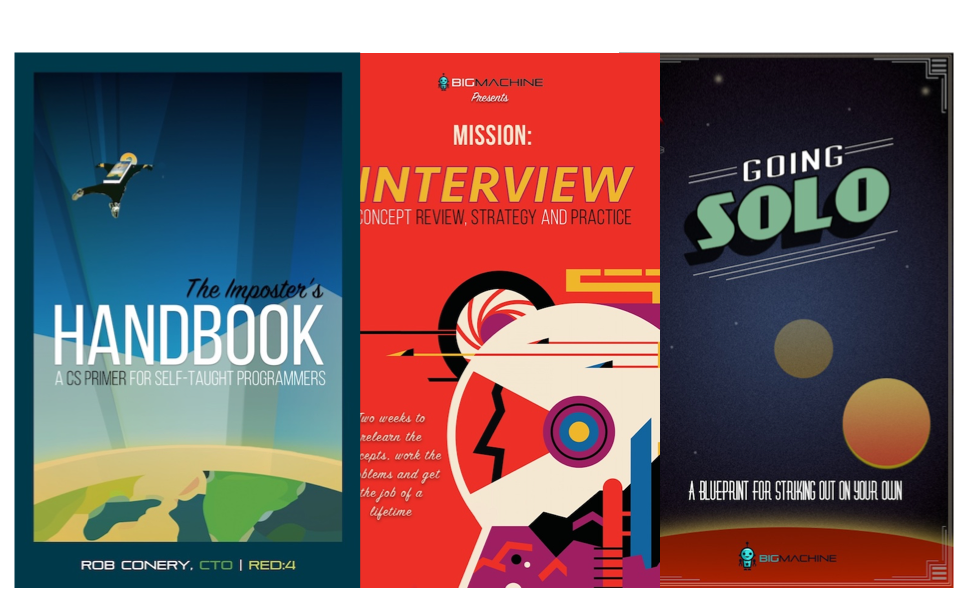 The Imposter's
HANDBOOK
A CS PRIMER FOR SELF-TAUGHT PROGRAMMERS
ROB CONERY, CTO | RED:4
BIGMACHINE
Presents
MISSION:
INTERVIEW
CONCEPT REVIEW, STRATEGY AND PRACTICE
Two weeks to
relearn the
cepts, work the
blems and get
the job of a
lifetime
GOING
SOLO
A BLUEPRINT FOR STRIKING OUT ON YOUR OWN
BIGMACHINE